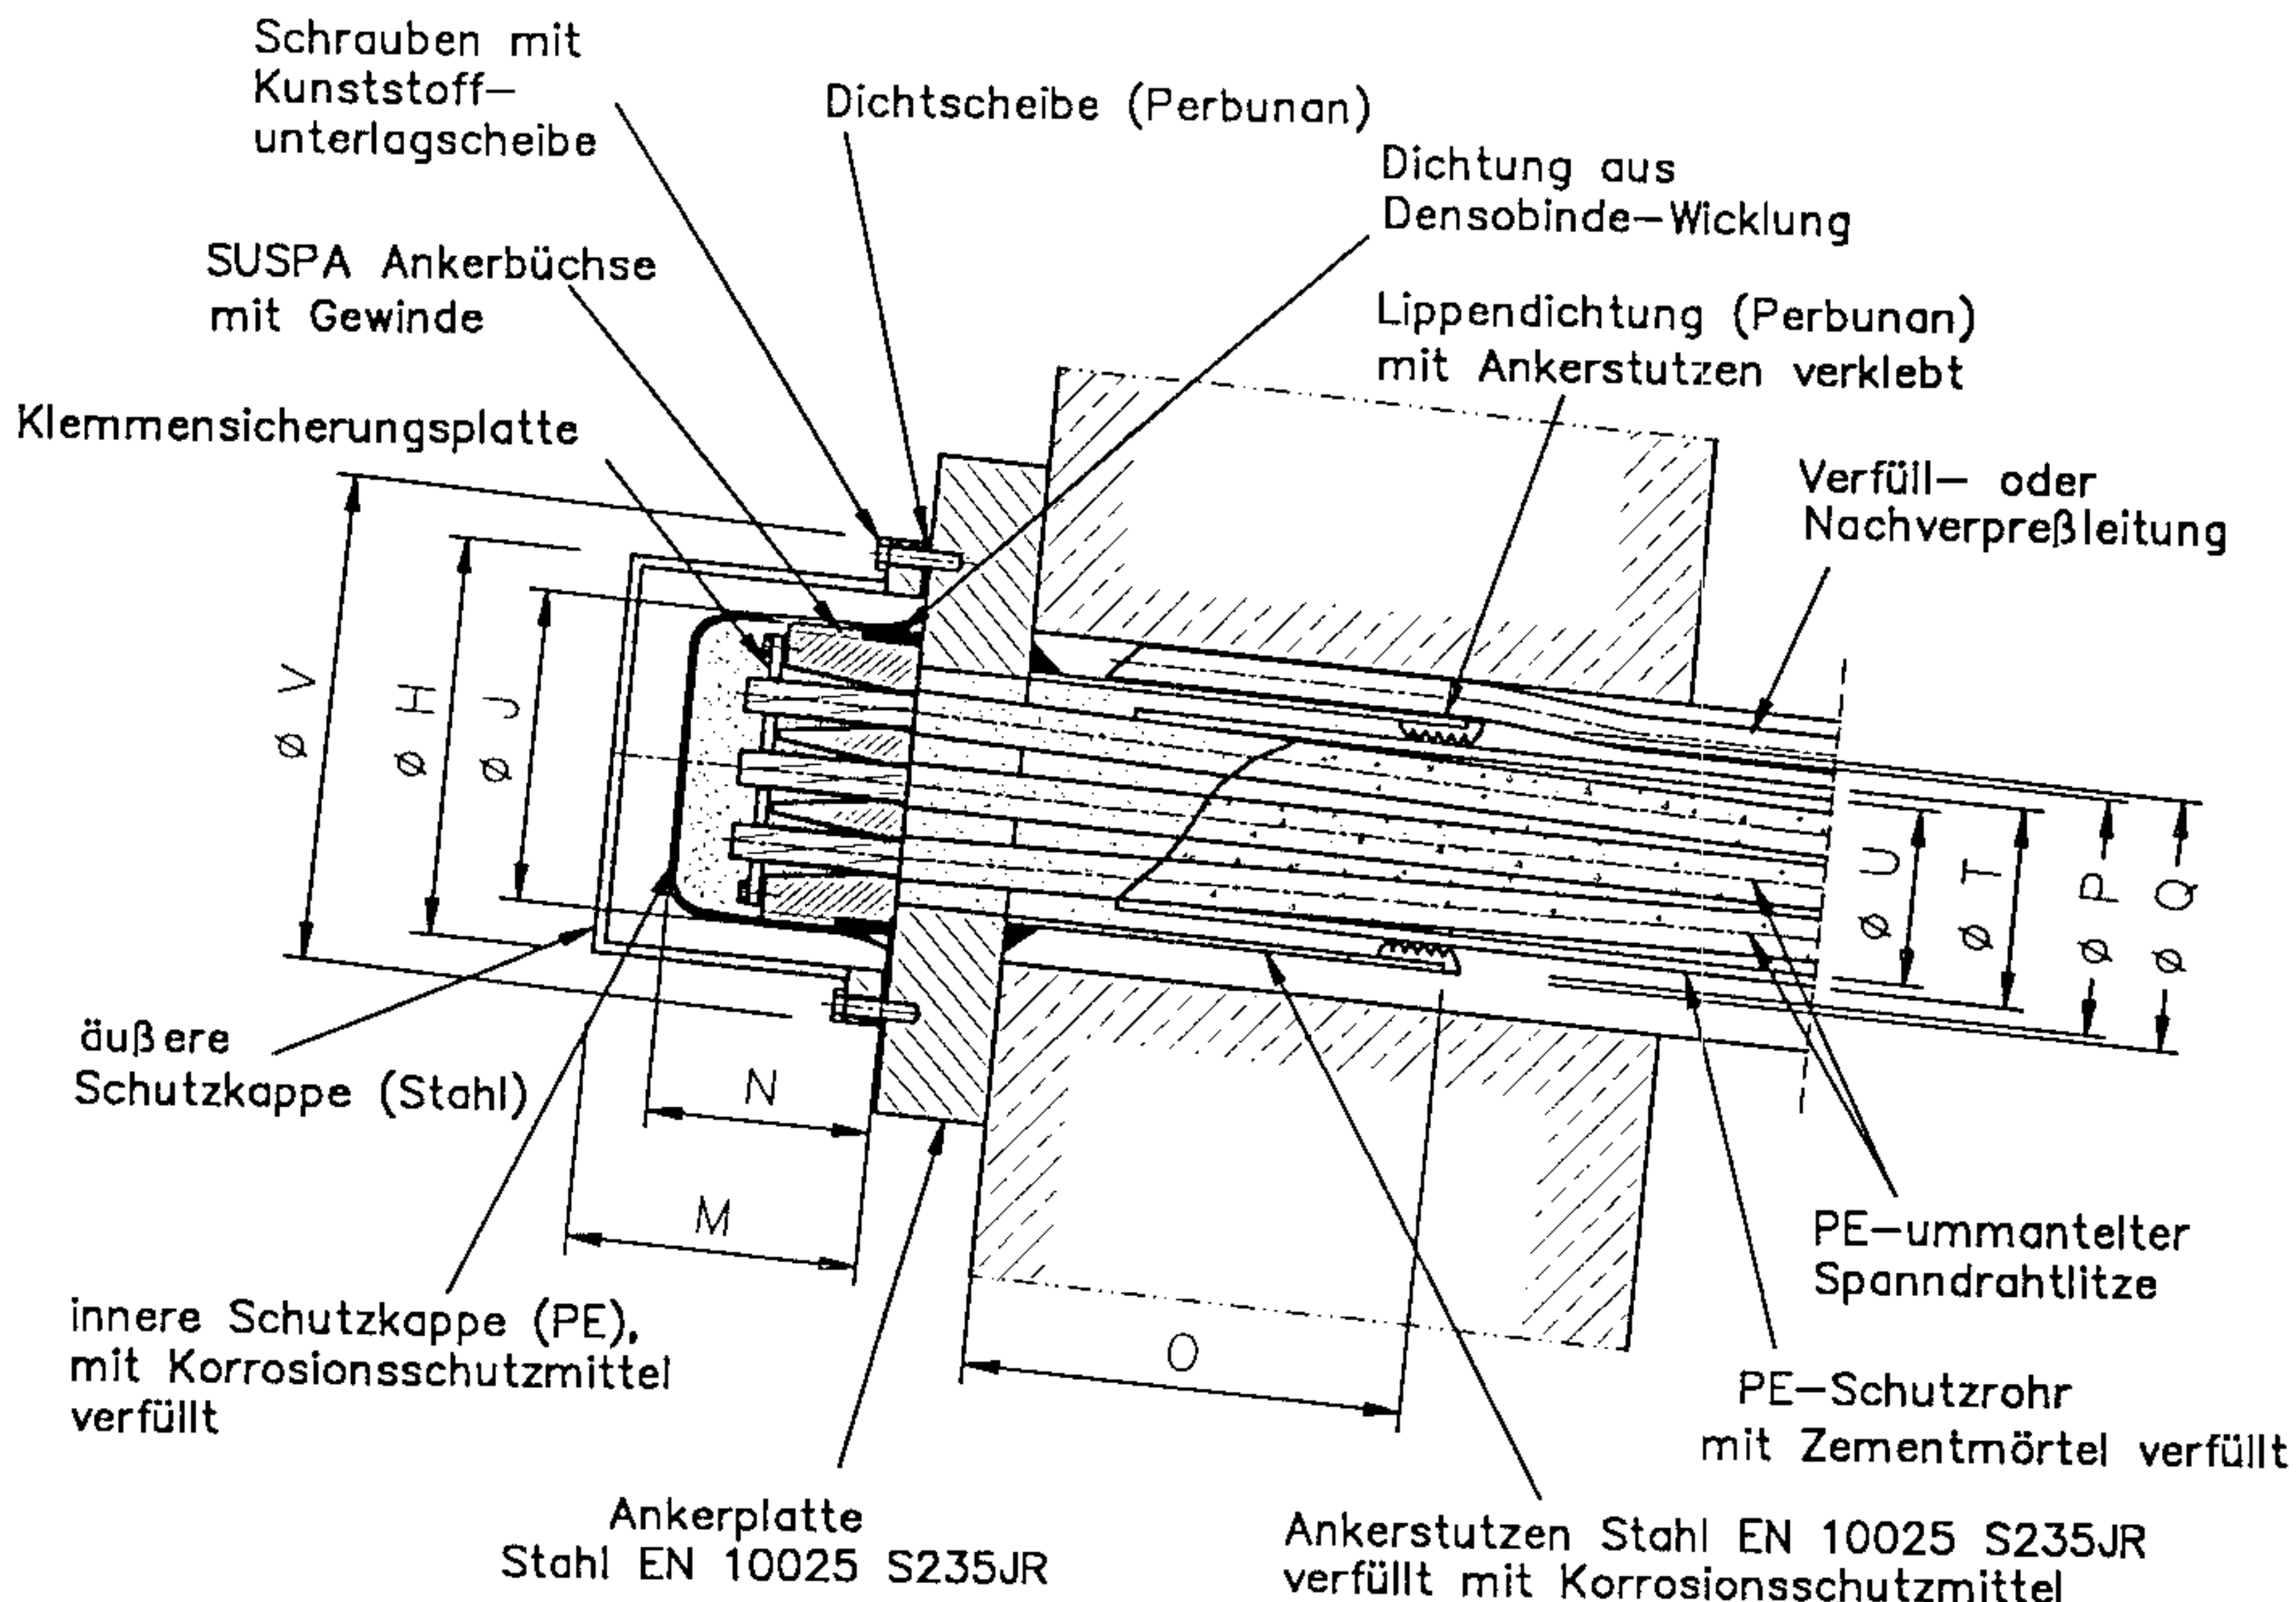 Schrauben mit
Kunststoff–
unterlagscheibe
Dichtscheibe (Perbunan)
Dichtung aus
Densobinde–Wicklung
SUSPA Ankerbüchse
mit Gewinde
Lippendichtung (Perbunan)
mit Ankerstutzen verklebt
Klemmensicherungsplatte
Verfüll– oder
Nachverpreßleitung
Ø V
Ø H
Ø J
Ø U
Ø T
Ø P
Ø Q
äußere
Schutzkappe (Stahl)
N
M
O
PE–ummantelter
Spanndrahtlitze
innere Schutzkappe (PE),
mit Korrosionsschutzmittel
verfüllt
PE–Schutzrohr
mit Zementmörtel verfüllt
Ankerplatte
Stahl EN 10025 S235JR
Ankerstutzen Stahl EN 10025 S235JR
verfüllt mit Korrosionsschutzmittel